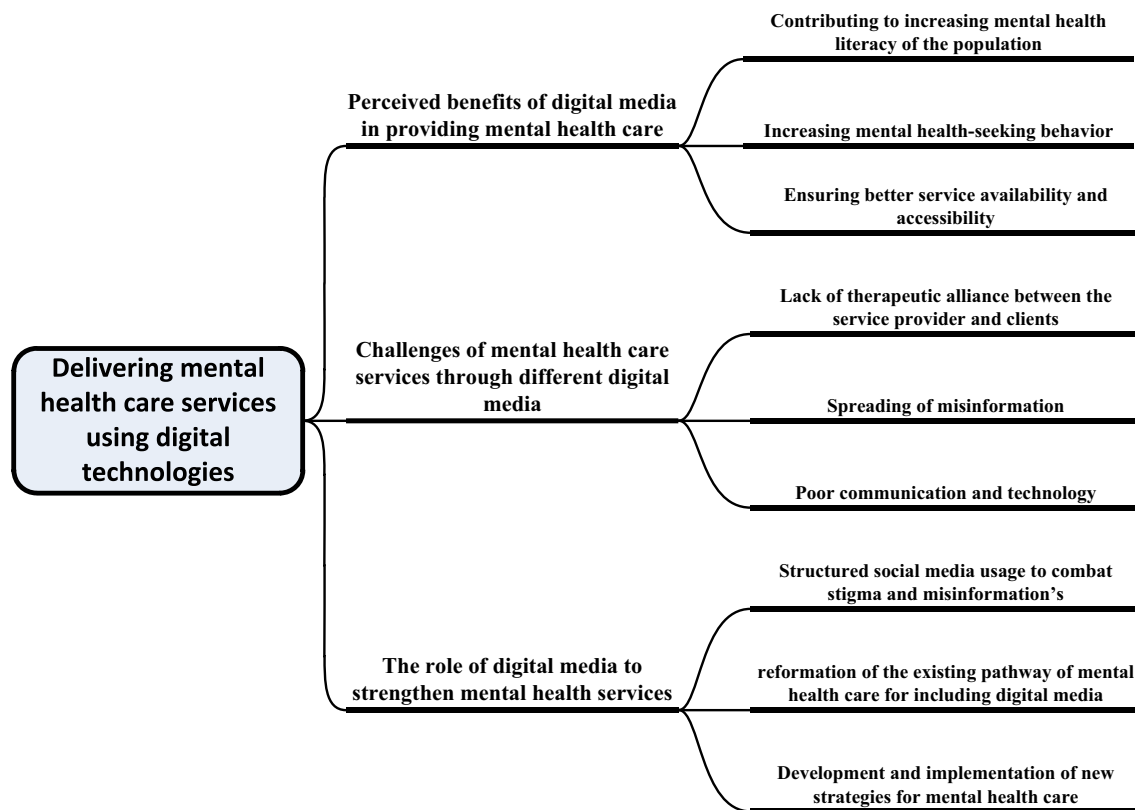 Delivering mental
health care services
using digital
technologies
Perceived benefits of digital media
in providing mental health care
Contributing to increasing mental health
literacy of the population
Increasing mental health-seeking behavior
Ensuring better service availability and
accessibility
Challenges of mental health care
services through different digital
media
Lack of therapeutic alliance between the
service provider and clients
Spreading of misinformation
Poor communication and technology
The role of digital media to
strengthen mental health services
Structured social media usage to combat
stigma and misinformation’s
reformation of the existing pathway of mental
health care for including digital media
Development and implementation of new
strategies for mental health care